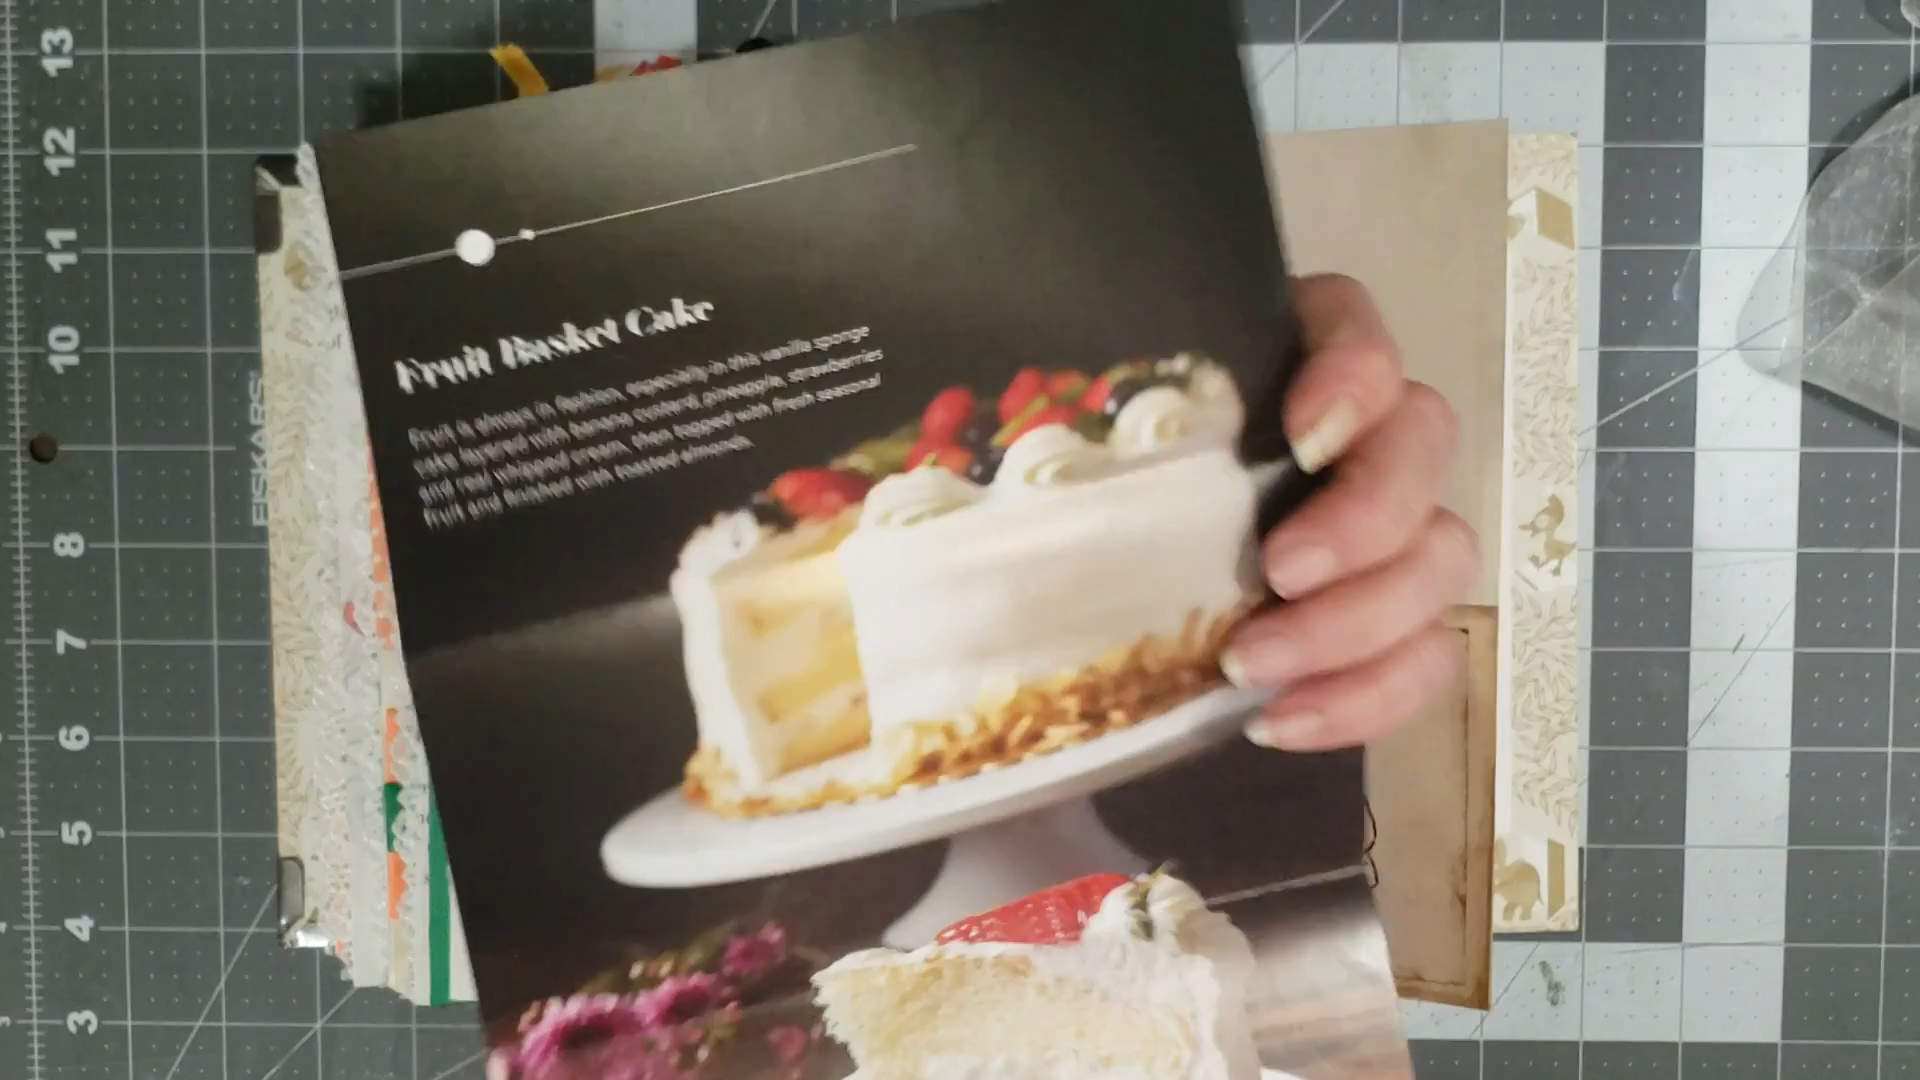 13
12
11
10
8
7
6
5
4
3
FISKARS
Fruit Basket Cake
Fruit is always in fashion, especially in this vanilla sponge
cake layered with banana custard, pineapple, strawberries
and real whipped cream, then topped with fresh seasonal
fruit and finished with toasted almonds.